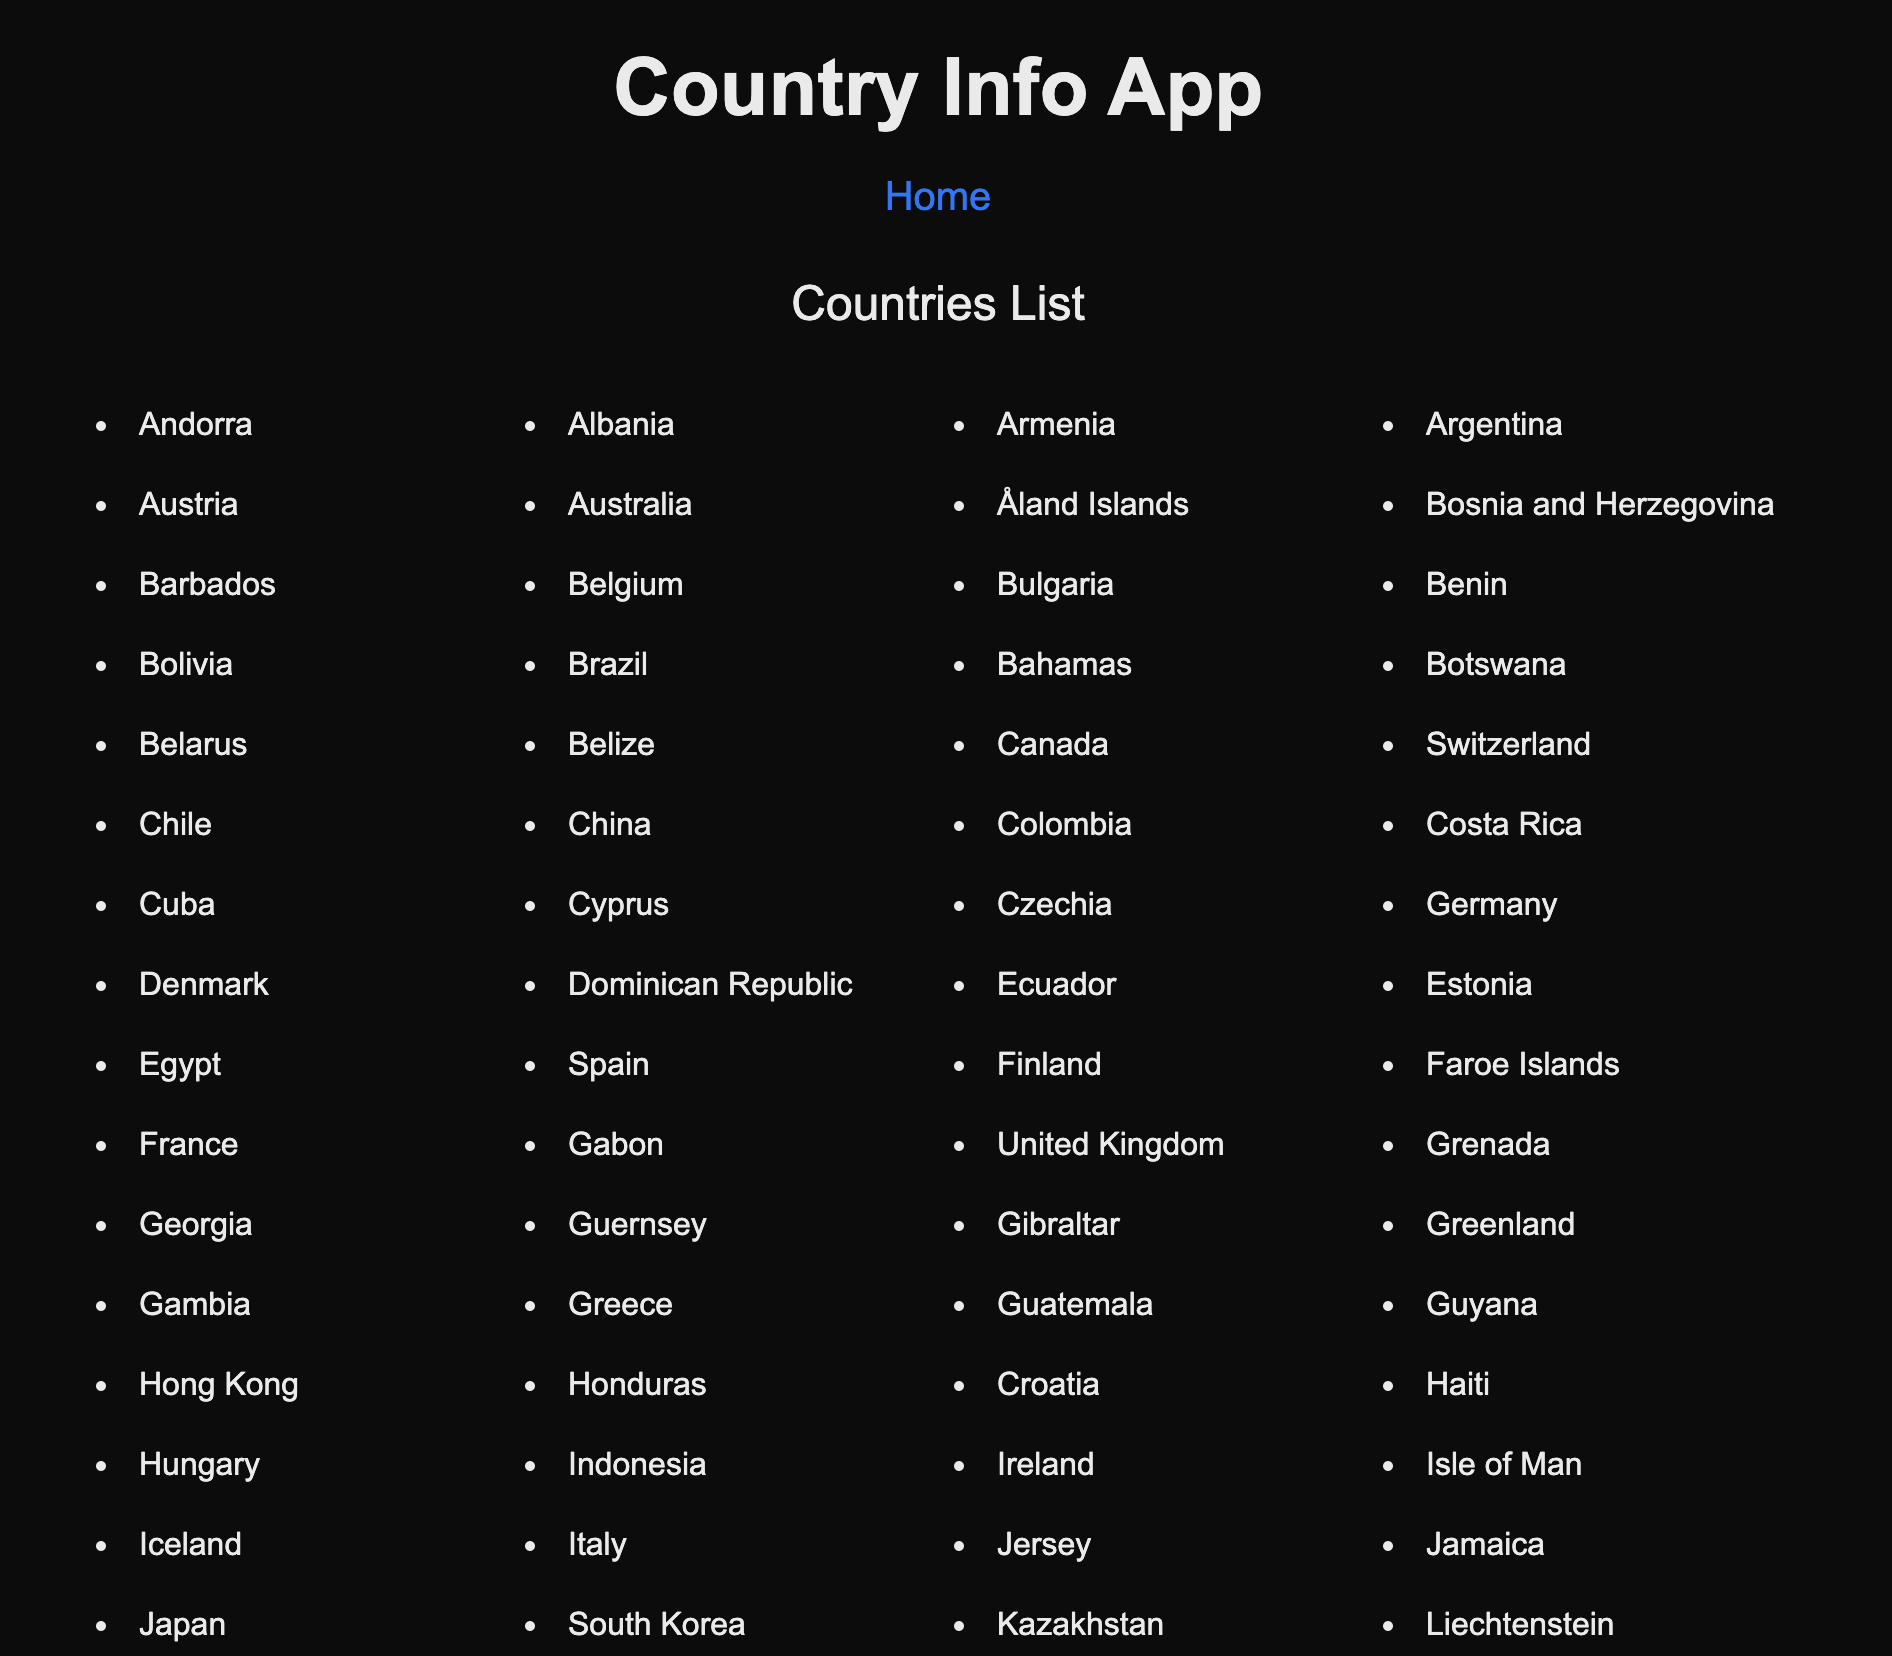 Country Info App
Home
Countries List
• Andorra • Albania • Armenia • Argentina
• Austria • Australia • Åland Islands • Bosnia and Herzegovina
• Barbados • Belgium • Bulgaria • Benin
• Bolivia • Brazil • Bahamas • Botswana
• Belarus • Belize • Canada • Switzerland
• Chile • China • Colombia • Costa Rica
• Cuba • Cyprus • Czechia • Germany
• Denmark • Dominican Republic • Ecuador • Estonia
• Egypt • Spain • Finland • Faroe Islands
• France • Gabon • United Kingdom • Grenada
• Georgia • Guernsey • Gibraltar • Greenland
• Gambia • Greece • Guatemala • Guyana
• Hong Kong • Honduras • Croatia • Haiti
• Hungary • Indonesia • Ireland • Isle of Man
• Iceland • Italy • Jersey • Jamaica
• Japan • South Korea • Kazakhstan • Liechtenstein